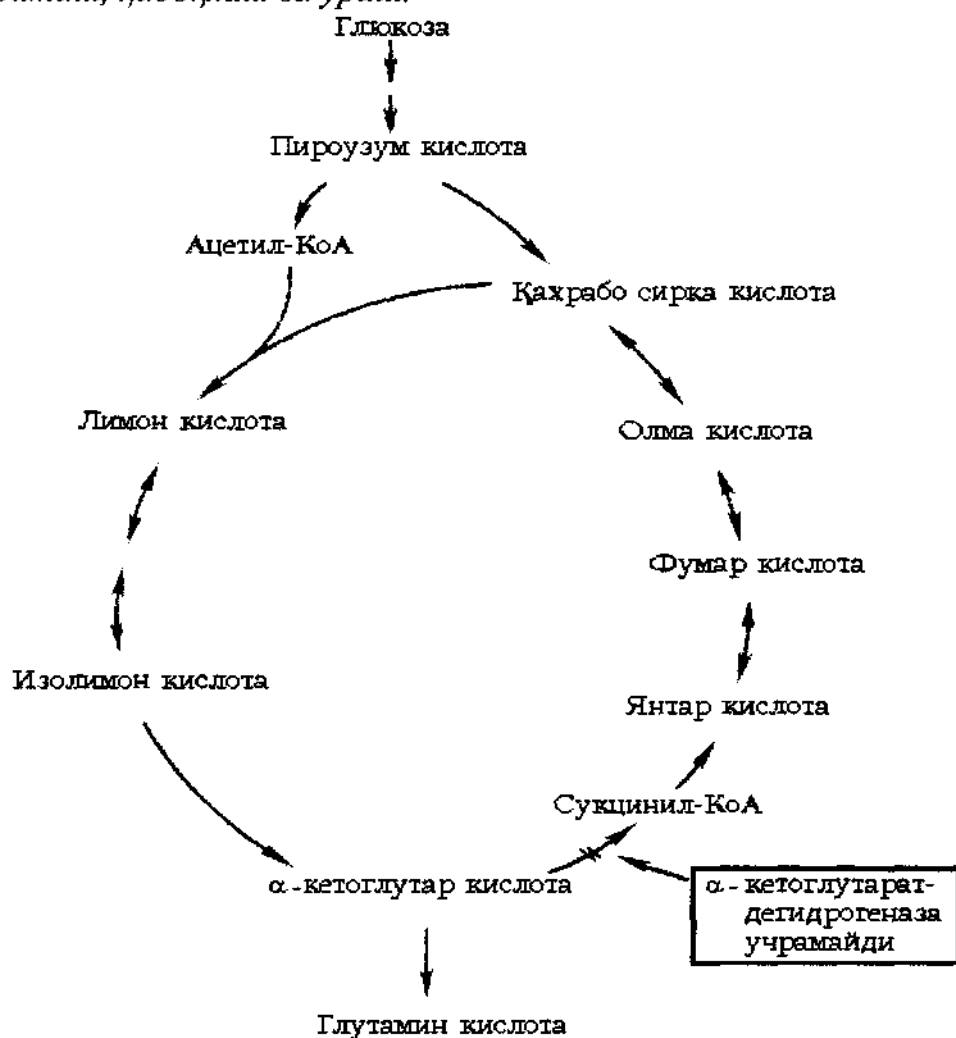 Глюкоза
Пироузум кислота
Ацетил-КоА
Қахрабо сирка кислота
Лимон кислота
Олма кислота
Фумар кислота
Изолимон кислота
Янтар кислота
Сукцинил-КоА
α-кетоглутар кислота
α-кетоглутарат-
дегидрогеназа
учрамайди
Глутамин кислота